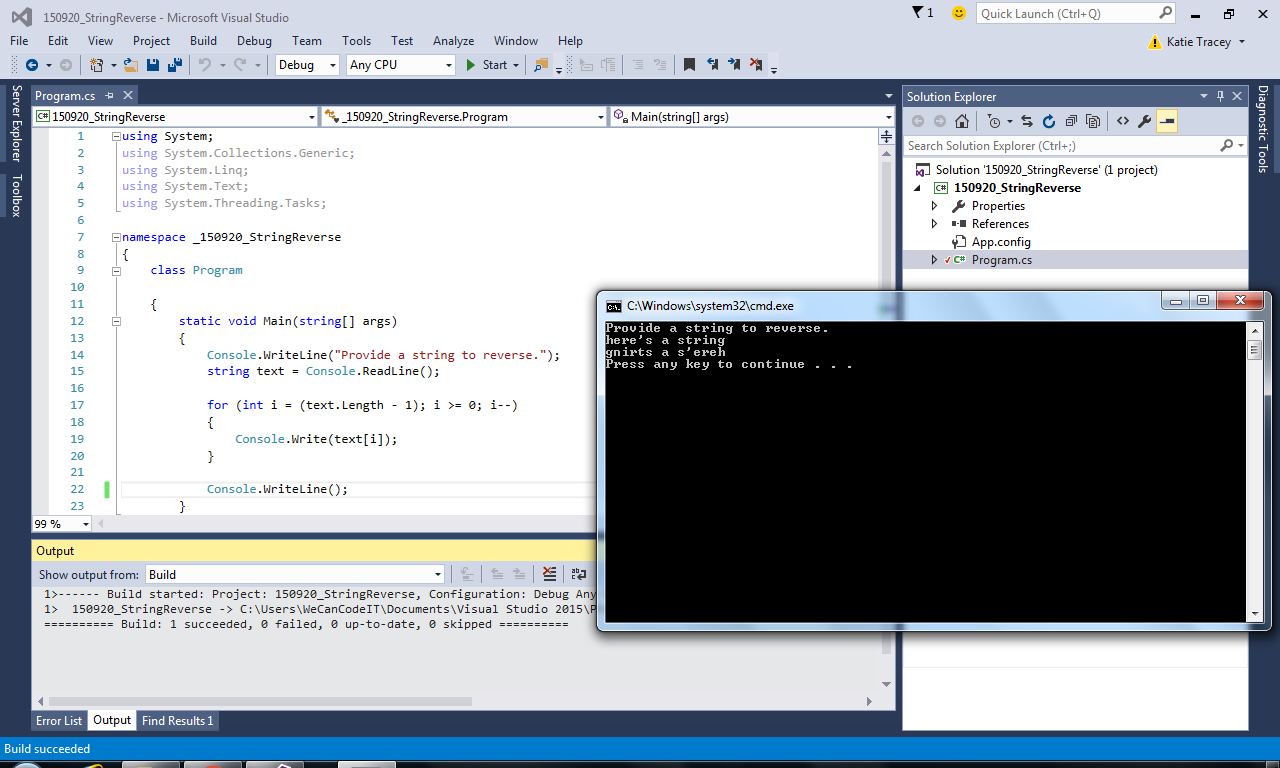 150920_StringReverse - Microsoft Visual Studio
1
Quick Launch (Ctrl+Q)
File Edit View Project Build Debug Team Tools Test Analyze Window Help
Katie Tracey
Debug Any CPU Start
Server Explorer
Toolbox
Program.cs
150920_StringReverse _150920_StringReverse.Program Main(string[] args)
1 using System;
2 using System.Collections.Generic;
3 using System.Linq;
4 using System.Text;
5 using System.Threading.Tasks;
6
7 namespace _150920_StringReverse
8 {
9 class Program
10
11 {
12 static void Main(string[] args)
13 {
14 Console.WriteLine("Provide a string to reverse.");
15 string text = Console.ReadLine();
16
17 for (int i = (text.Length - 1); i >= 0; i--)
18 {
19 Console.Write(text[i]);
20 }
21
22 Console.WriteLine();
23 }
99 %
Solution Explorer
Search Solution Explorer (Ctrl+;)
Solution '150920_StringReverse' (1 project)
C# 150920_StringReverse
Properties
References
App.config
C# Program.cs
Diagnostic Tools
C:\Windows\system32\cmd.exe
Provide a string to reverse.
here's a string
gnirts a s'ereh
Press any key to continue . . .
Output
Show output from: Build
1>------ Build started: Project: 150920_StringReverse, Configuration: Debug Any
1> 150920_StringReverse -> C:\Users\WeCanCodeIT\Documents\Visual Studio 2015\P
========== Build: 1 succeeded, 0 failed, 0 up-to-date, 0 skipped ==========
Error List Output Find Results 1
Build succeeded